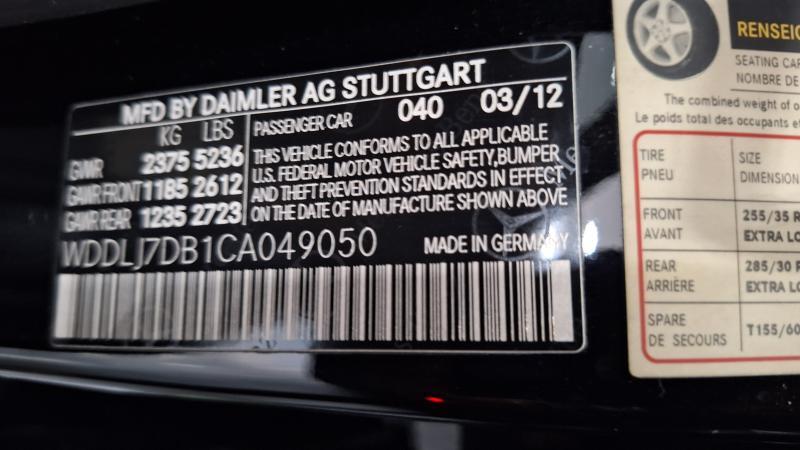 MFD BY DAIMLER AG STUTTGART
KG LBS
GVWR 2375 5236
GAWR FRONT 1185 2612
GAWR REAR 1235 2723
PASSENGER CAR 040 03/12
THIS VEHICLE CONFORMS TO ALL APPLICABLE
U.S. FEDERAL MOTOR VEHICLE SAFETY,BUMPER
AND THEFT PREVENTION STANDARDS IN EFFECT
ON THE DATE OF MANUFACTURE SHOWN ABOVE
WDDLJ7DB1CA049050
MADE IN GERMANY
RENSEIG
SEATING CAP
NOMBRE DE
The combined weight of o
Le poids total des occupants et
TIRE
PNEU
SIZE
DIMENSION
FRONT
AVANT
255/35 R
EXTRA LO
REAR
ARRIÈRE
285/30 R
EXTRA LO
SPARE
DE SECOURS
T155/60